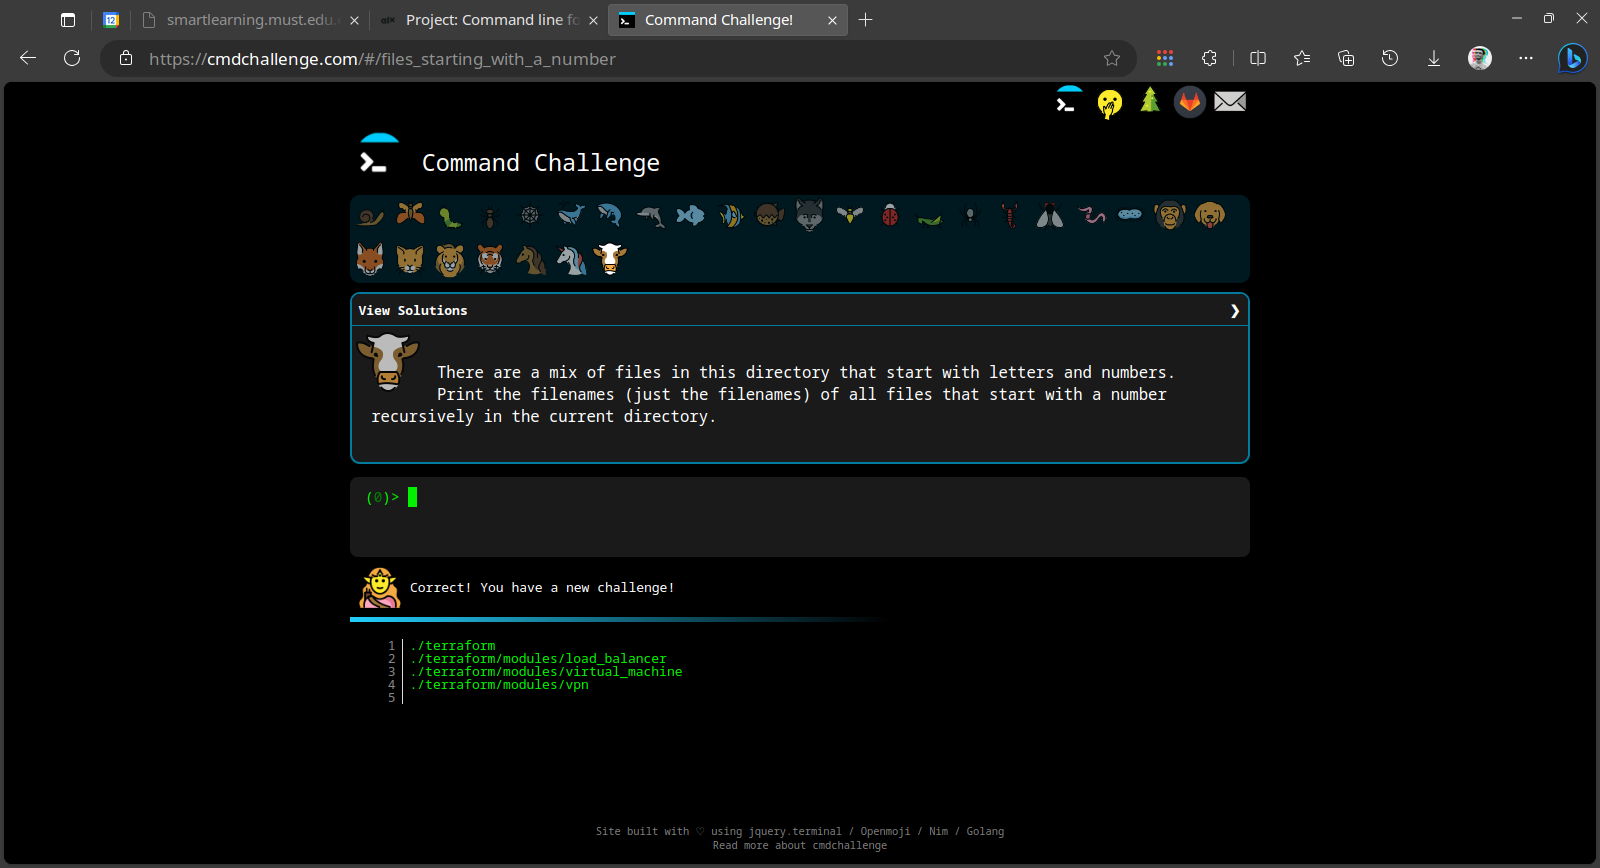 12
smartlearning.must.edu.
alx
Project: Command line fo
Command Challenge!
https://cmdchallenge.com/#/files_starting_with_a_number
Command Challenge
View Solutions
There are a mix of files in this directory that start with letters and numbers.
Print the filenames (just the filenames) of all files that start with a number
recursively in the current directory.
(0)>
Correct! You have a new challenge!
1 ./terraform
2 ./terraform/modules/load_balancer
3 ./terraform/modules/virtual_machine
4 ./terraform/modules/vpn
5
Site built with ♡ using jquery.terminal / Openmoji / Nim / Golang
Read more about cmdchallenge